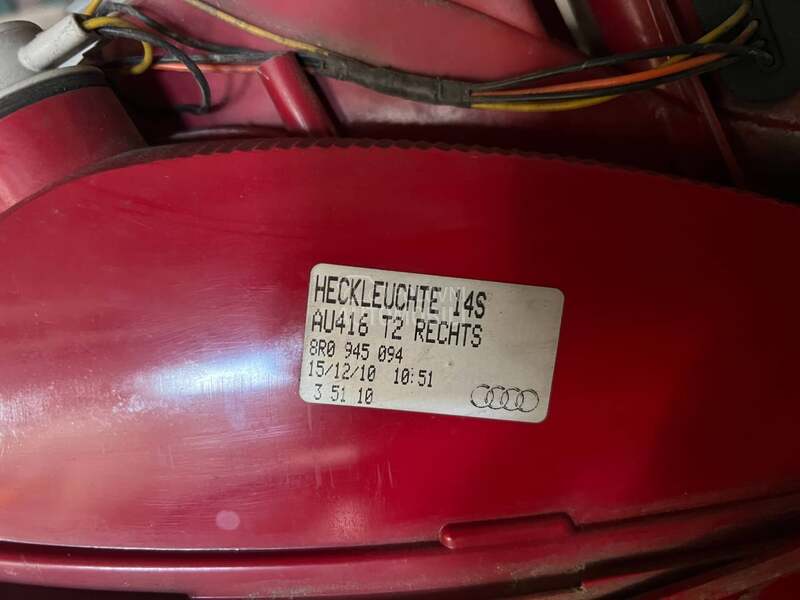 HECKLEUCHTE 14S
AU416 T2 RECHTS
8R0 945 094
15/12/10 10:51
3 51 10